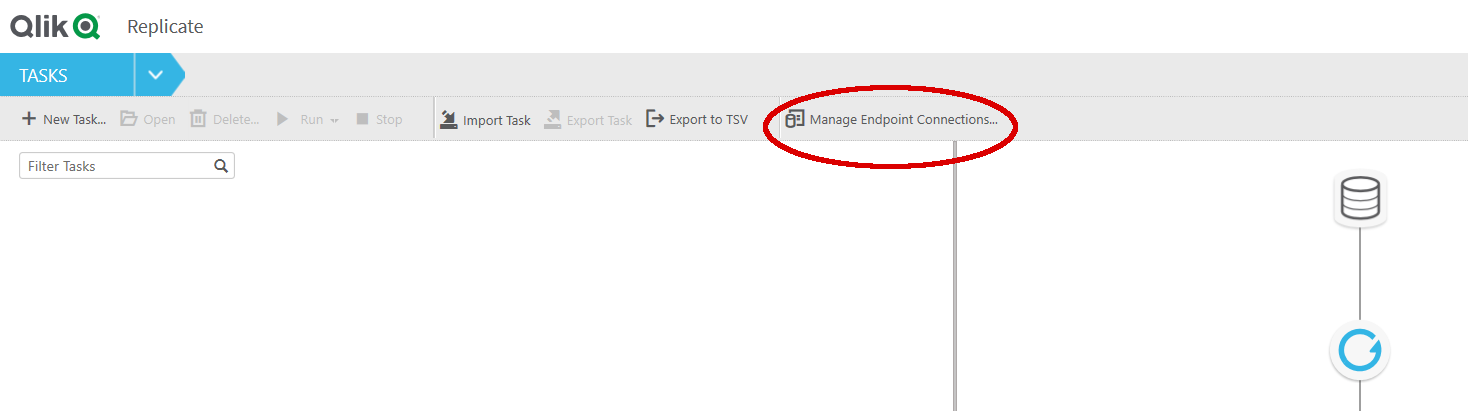 Qlik Replicate
TASKS
New Task... Open Delete... Run Stop Import Task Export Task Export to TSV Manage Endpoint Connections...
Filter Tasks